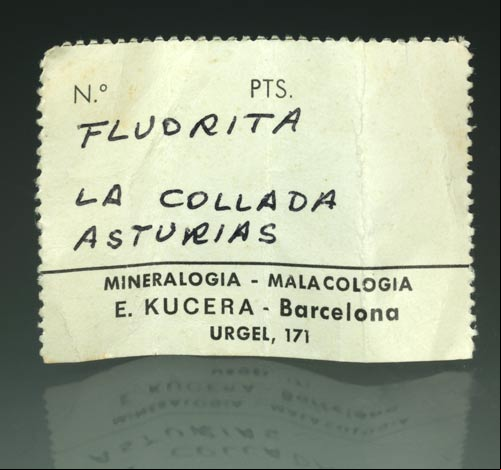 N.º PTS.
FLUORITA
LA COLLADA
ASTURIAS
MINERALOGIA - MALACOLOGIA
E. KUCERA - Barcelona
URGEL, 171